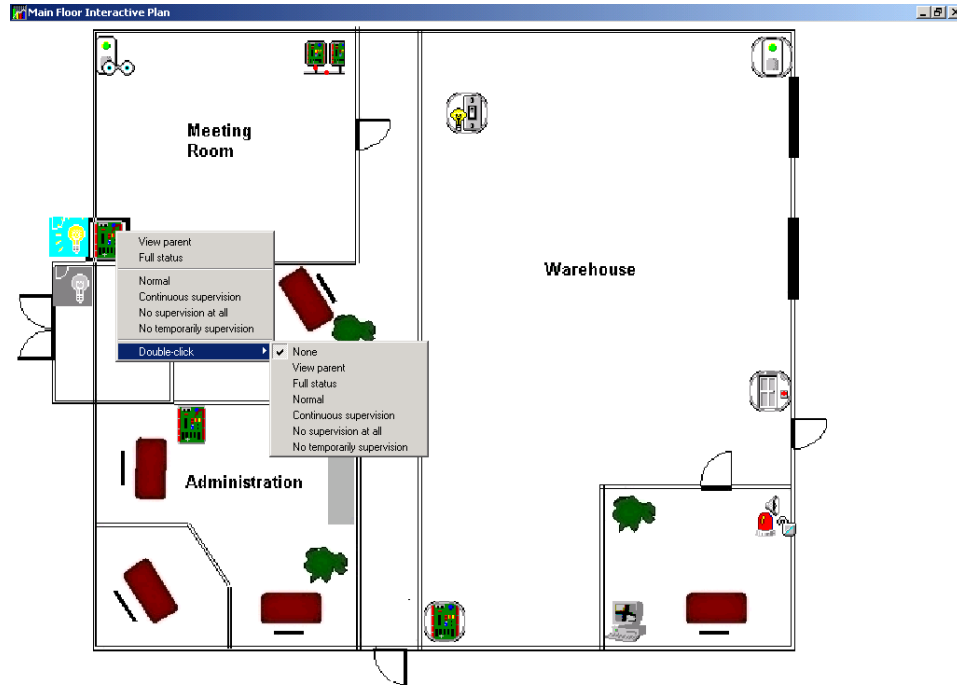 Main Floor Interactive Plan
Meeting
Room
View parent
Full status
Normal
Continuous supervision
No supervision at all
No temporarily supervision
Double-click
None
View parent
Full status
Normal
Continuous supervision
No supervision at all
No temporarily supervision
Warehouse
Administration